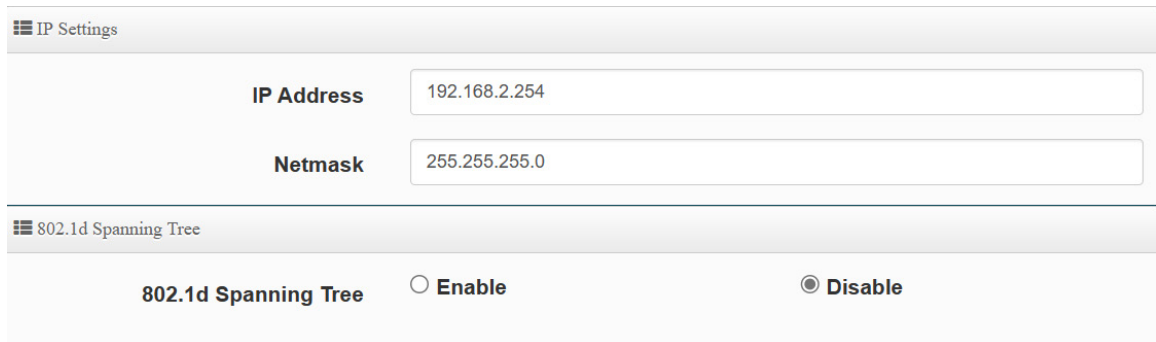 IP Settings
IP Address 192.168.2.254
Netmask 255.255.255.0
802.1d Spanning Tree
802.1d Spanning Tree Enable Disable